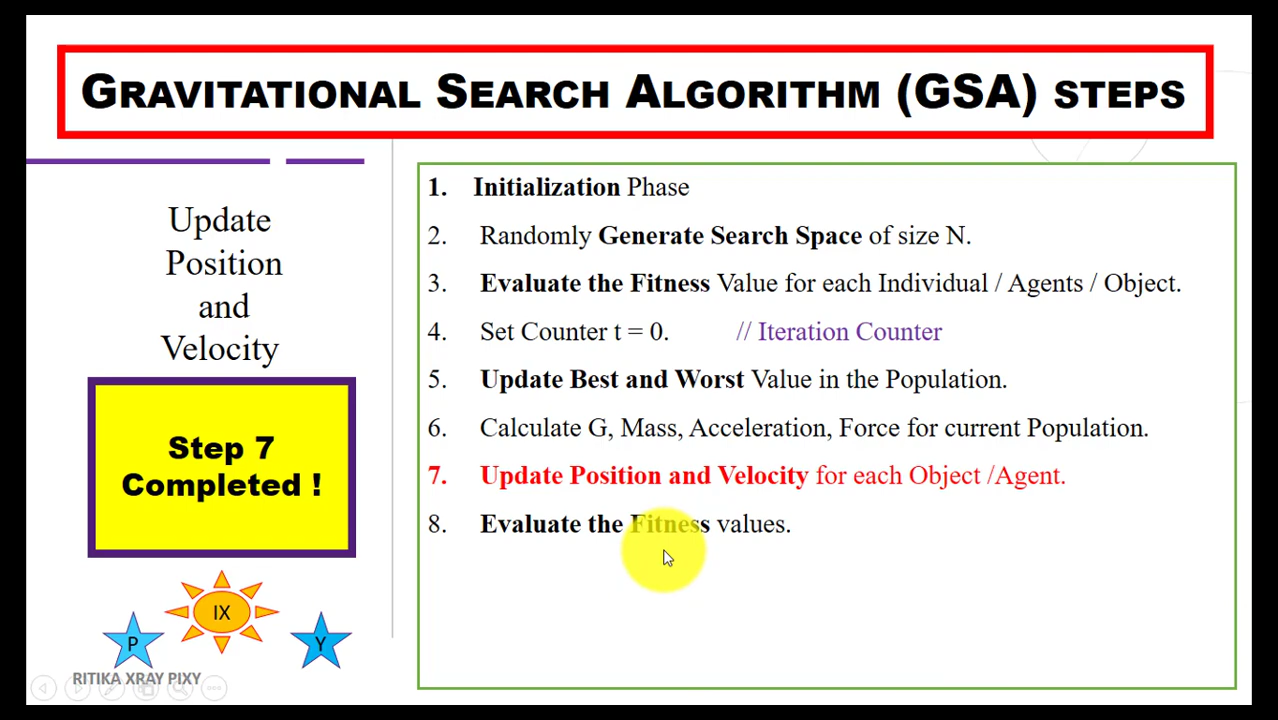 GRAVITATIONAL SEARCH ALGORITHM (GSA) STEPS
Update
Position
and
Velocity
Step 7
Completed !
IX
P
Y
RITIKA XRAY PIXY
1. Initialization Phase
2. Randomly Generate Search Space of size N.
3. Evaluate the Fitness Value for each Individual / Agents / Object.
4. Set Counter t = 0. // Iteration Counter
5. Update Best and Worst Value in the Population.
6. Calculate G, Mass, Acceleration, Force for current Population.
7. Update Position and Velocity for each Object /Agent.
8. Evaluate the Fitness values.